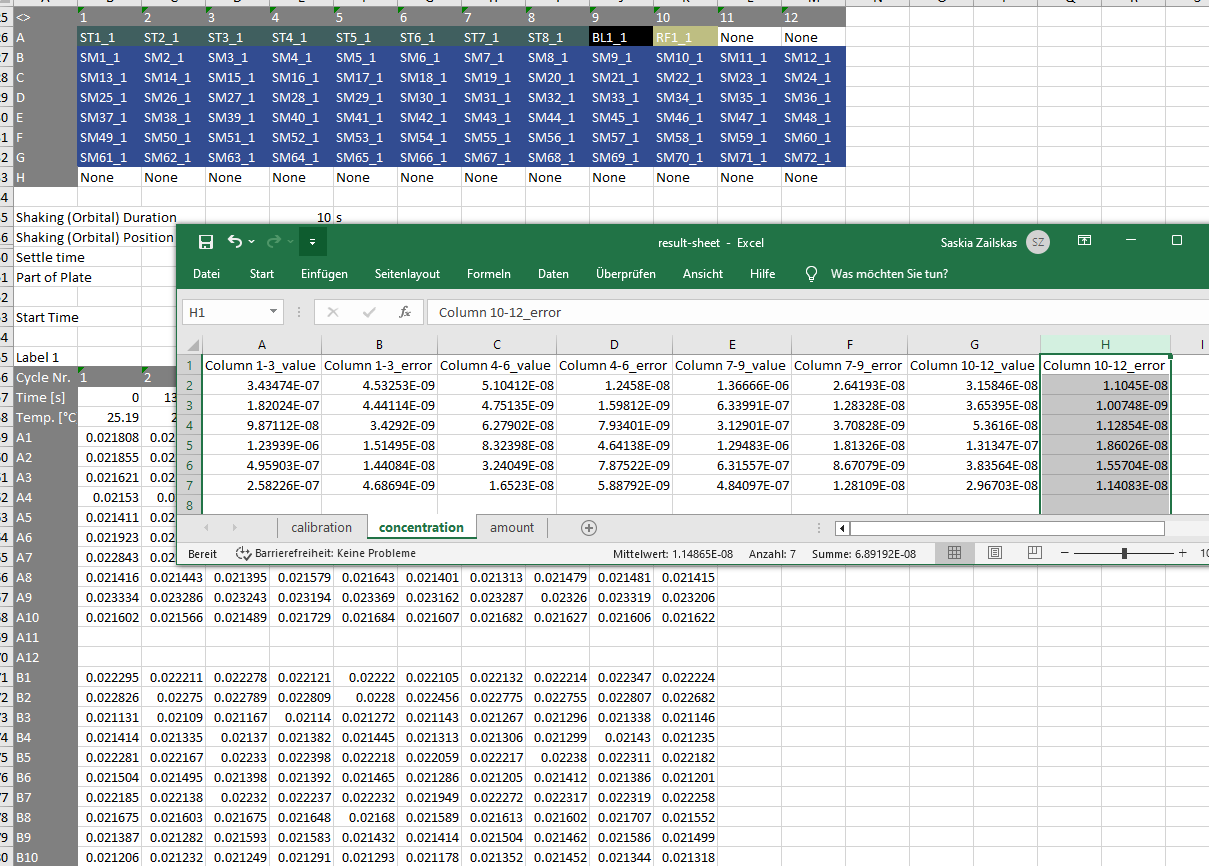 A B C D E F G H I J K L M N O P Q R S
25 <> 1 2 3 4 5 6 7 8 9 10 11 12
A ST1_1 ST2_1 ST3_1 ST4_1 ST5_1 ST6_1 ST7_1 ST8_1 BL1_1 RF1_1 None None
B SM1_1 SM2_1 SM3_1 SM4_1 SM5_1 SM6_1 SM7_1 SM8_1 SM9_1 SM10_1 SM11_1 SM12_1
C SM13_1 SM14_1 SM15_1 SM16_1 SM17_1 SM18_1 SM19_1 SM20_1 SM21_1 SM22_1 SM23_1 SM24_1
D SM25_1 SM26_1 SM27_1 SM28_1 SM29_1 SM30_1 SM31_1 SM32_1 SM33_1 SM34_1 SM35_1 SM36_1
E SM37_1 SM38_1 SM39_1 SM40_1 SM41_1 SM42_1 SM43_1 SM44_1 SM45_1 SM46_1 SM47_1 SM48_1
F SM49_1 SM50_1 SM51_1 SM52_1 SM53_1 SM54_1 SM55_1 SM56_1 SM57_1 SM58_1 SM59_1 SM60_1
G SM61_1 SM62_1 SM63_1 SM64_1 SM65_1 SM66_1 SM67_1 SM68_1 SM69_1 SM70_1 SM71_1 SM72_1
H None None None None None None None None None None None None
Shaking (Orbital) Duration 10 s
Shaking (Orbital) Position
Settle time
Part of Plate
Start Time
Label 1
Cycle Nr. 1 2
Time [s] 0 13
Temp. [°C 25.19 2
A1 0.021808 0.02
A2 0.021855 0.02
A3 0.021621 0.02
A4 0.02153 0.0
A5 0.021411 0.02
A6 0.021923 0.02
A7 0.022843 0.02
result-sheet - Excel Saskia Zailskas SZ
Datei Start Einfügen Seitenlayout Formeln Daten Überprüfen Ansicht Hilfe Was möchten Sie tun?
H1 fx Column 10-12_error
A B C D E F G H I
1 Column 1-3_value Column 1-3_error Column 4-6_value Column 4-6_error Column 7-9_value Column 7-9_error Column 10-12_value Column 10-12_error
2 3.43474E-07 4.53253E-09 5.10412E-08 1.2458E-08 1.36666E-06 2.64193E-08 3.15846E-08 1.1045E-08
3 1.82024E-07 4.44114E-09 4.75135E-09 1.59812E-09 6.33991E-07 1.28328E-08 3.65395E-08 1.00748E-09
4 9.87112E-08 3.4292E-09 6.27902E-08 7.93401E-09 3.12901E-07 3.70828E-09 5.3616E-08 1.12854E-08
5 1.23939E-06 1.51495E-08 8.32398E-08 4.64138E-09 1.29483E-06 1.81326E-08 1.31347E-07 1.86026E-08
6 4.95903E-07 1.44084E-08 3.24049E-08 7.87522E-09 6.31557E-07 8.67079E-09 3.83564E-08 1.55704E-08
7 2.58226E-07 4.68694E-09 1.6523E-08 5.88792E-09 4.84097E-07 1.28109E-08 2.96703E-08 1.14083E-08
8
calibration concentration amount
Bereit Barrierefreiheit: Keine Probleme Mittelwert: 1.14865E-08 Anzahl: 7 Summe: 6.89192E-08 10
A8 0.021416 0.021443 0.021395 0.021579 0.021643 0.021401 0.021313 0.021479 0.021481 0.021415
A9 0.023334 0.023286 0.023243 0.023194 0.023369 0.023162 0.023287 0.02326 0.023319 0.023206
A10 0.021602 0.021566 0.021489 0.021729 0.021684 0.021607 0.021682 0.021627 0.021606 0.021622
A11
A12
B1 0.022295 0.022211 0.022278 0.022121 0.02222 0.022105 0.022132 0.022214 0.022347 0.022224
B2 0.022826 0.02275 0.022789 0.022809 0.0228 0.022456 0.022775 0.022755 0.022807 0.022682
B3 0.021131 0.02109 0.021167 0.02114 0.021272 0.021143 0.021267 0.021296 0.021338 0.021146
B4 0.021414 0.021335 0.02137 0.021382 0.021445 0.021313 0.021306 0.021299 0.02143 0.021235
B5 0.022281 0.022167 0.02233 0.022398 0.022218 0.022059 0.022217 0.02238 0.022311 0.022182
B6 0.021504 0.021495 0.021398 0.021392 0.021465 0.021286 0.021205 0.021412 0.021386 0.021201
B7 0.022185 0.022138 0.02232 0.022237 0.022232 0.021949 0.022272 0.022317 0.022319 0.022258
B8 0.021675 0.021603 0.021675 0.021648 0.02168 0.021589 0.021613 0.021602 0.021707 0.021552
B9 0.021387 0.021282 0.021593 0.021583 0.021432 0.021414 0.021504 0.021462 0.021586 0.021499
B10 0.021206 0.021232 0.021249 0.021291 0.021293 0.021178 0.021352 0.021452 0.021344 0.021318